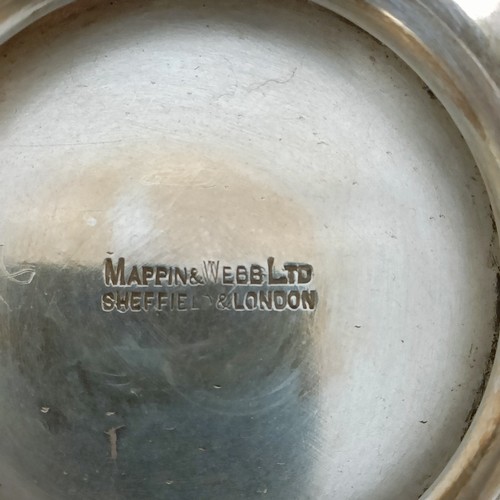 MAPPIN & WEBB LTD
SHEFFIELD & LONDON